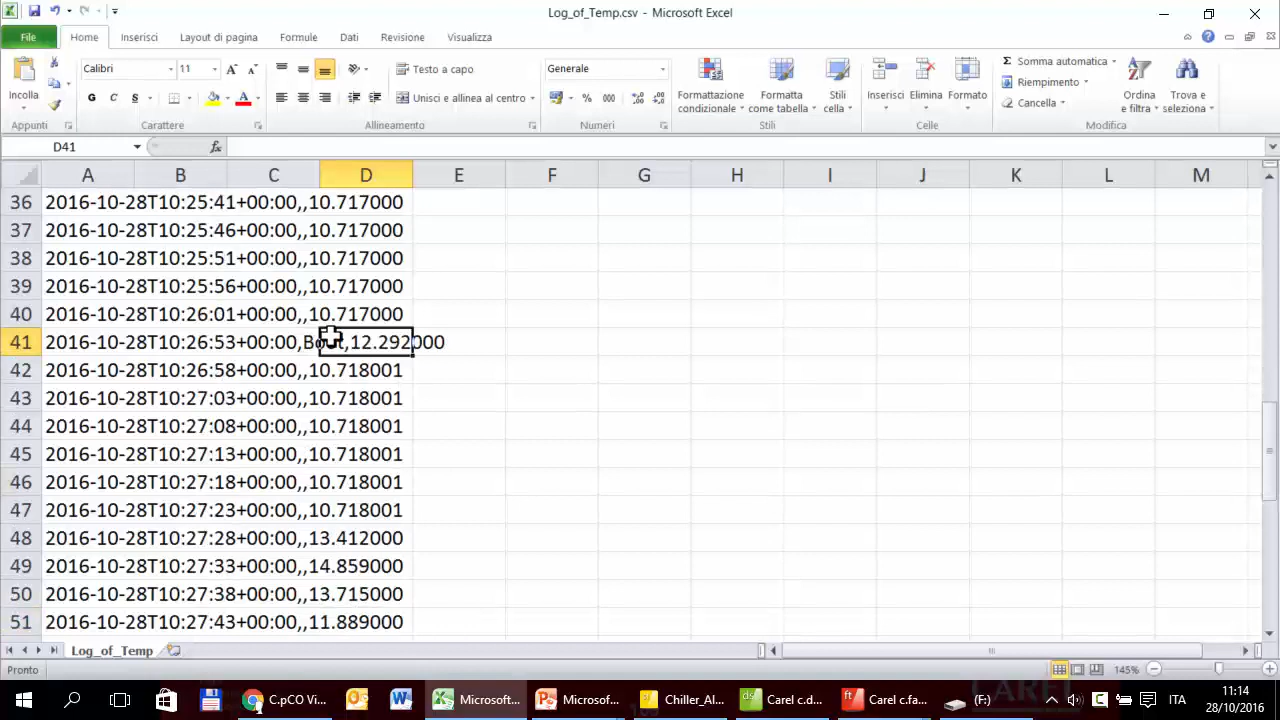 Log_of_Temp.csv - Microsoft Excel
File Home Inserisci Layout di pagina Formule Dati Revisione Visualizza
Incolla
Appunti
Calibri 11
G C S A
Carattere
Testo a capo
Unisci e allinea al centro
Allineamento
Generale
% 000
Numeri
Formattazione condizionale
Formatta come tabella
Stili cella
Stili
Inserisci Elimina Formato
Celle
Σ Somma automatica
Riempimento
Cancella
Ordina e filtra
Trova e seleziona
Modifica
D41 fx
A B C D E F G H I J K L M
36 2016-10-28T10:25:41+00:00,,10.717000
37 2016-10-28T10:25:46+00:00,,10.717000
38 2016-10-28T10:25:51+00:00,,10.717000
39 2016-10-28T10:25:56+00:00,,10.717000
40 2016-10-28T10:26:01+00:00,,10.717000
41 2016-10-28T10:26:53+00:00,Boot,12.292000
42 2016-10-28T10:26:58+00:00,,10.718001
43 2016-10-28T10:27:03+00:00,,10.718001
44 2016-10-28T10:27:08+00:00,,10.718001
45 2016-10-28T10:27:13+00:00,,10.718001
46 2016-10-28T10:27:18+00:00,,10.718001
47 2016-10-28T10:27:23+00:00,,10.718001
48 2016-10-28T10:27:28+00:00,,13.412000
49 2016-10-28T10:27:33+00:00,,14.859000
50 2016-10-28T10:27:38+00:00,,13.715000
51 2016-10-28T10:27:43+00:00,,11.889000
Log_of_Temp
Pronto 145%
C.pCO Vi... Microsoft... Microsof... Chiller_Al... Carel c.d... Carel c.fa... (F:) ITA
11:14
28/10/2016